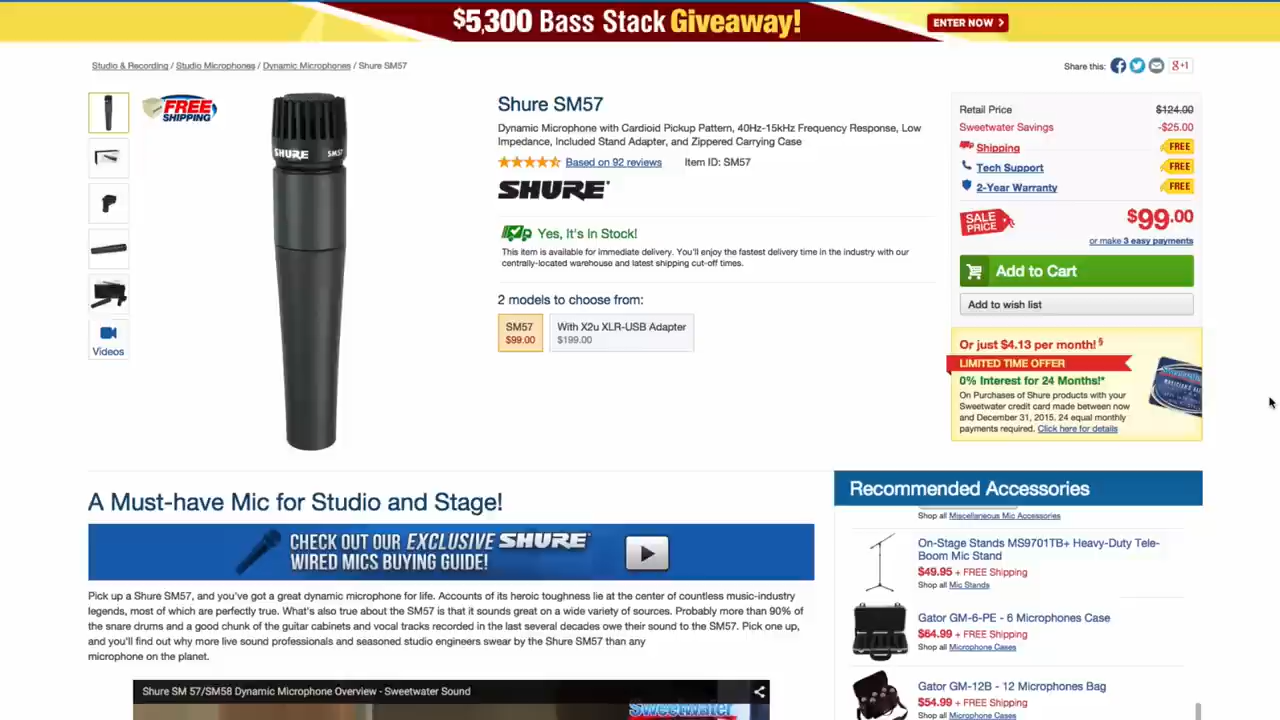 $5,300 Bass Stack Giveaway!
ENTER NOW >
Studio & Recording / Studio Microphones / Dynamic Microphones / Shure SM57
Share this:
g+1
FREE
SHIPPING
SHURE SM57
Videos
Shure SM57
Dynamic Microphone with Cardioid Pickup Pattern, 40Hz-15kHz Frequency Response, Low
Impedance, Included Stand Adapter, and Zippered Carrying Case
Based on 92 reviews
Item ID: SM57
SHURE
Yes, It's In Stock!
This item is available for immediate delivery. You'll enjoy the fastest delivery time in the industry with our
centrally-located warehouse and latest shipping cut-off times.
2 models to choose from:
SM57
$99.00
With X2u XLR-USB Adapter
$199.00
Retail Price $124.00
Sweetwater Savings -$25.00
Shipping FREE
Tech Support FREE
2-Year Warranty FREE
SALE
PRICE
$99.00
or make 3 easy payments
Add to Cart
Add to wish list
Or just $4.13 per month! §
LIMITED TIME OFFER
0% Interest for 24 Months!*
On Purchases of Shure products with your
Sweetwater credit card made between now
and December 31, 2015. 24 equal monthly
payments required. Click here for details
A Must-have Mic for Studio and Stage!
CHECK OUT OUR EXCLUSIVE SHURE
WIRED MICS BUYING GUIDE!
Pick up a Shure SM57, and you've got a great dynamic microphone for life. Accounts of its heroic toughness lie at the center of countless music-industry
legends, most of which are perfectly true. What's also true about the SM57 is that it sounds great on a wide variety of sources. Probably more than 90% of
the snare drums and a good chunk of the guitar cabinets and vocal tracks recorded in the last several decades owe their sound to the SM57. Pick one up,
and you'll find out why more live sound professionals and seasoned studio engineers swear by the Shure SM57 than any
microphone on the planet.
Shure SM 57/SM58 Dynamic Microphone Overview - Sweetwater Sound
Sweetwater
Recommended Accessories
Shop all Miscellaneous Mic Accessories
On-Stage Stands MS9701TB+ Heavy-Duty Tele-
Boom Mic Stand
$49.95 + FREE Shipping
Shop all Mic Stands
Gator GM-6-PE - 6 Microphones Case
$64.99 + FREE Shipping
Shop all Microphone Cases
Gator GM-12B - 12 Microphones Bag
$54.99 + FREE Shipping
Shop all Microphone Cases